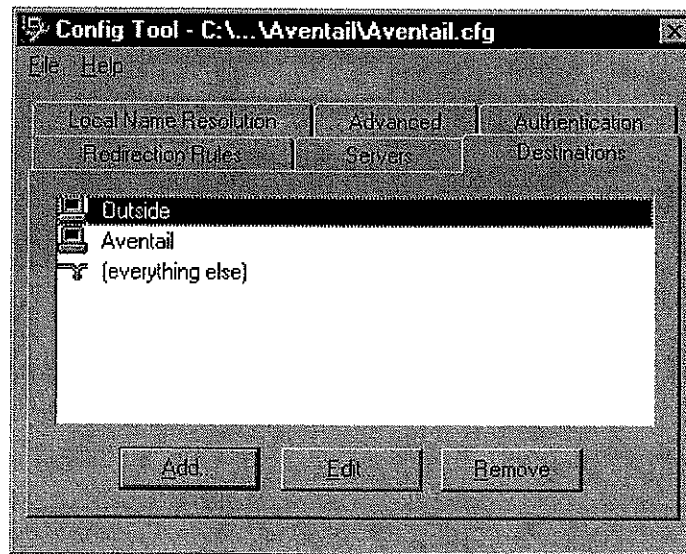 Config Tool - C:\...\Aventail\Aventail.cfg
File Help
Local Name Resolution Advanced Authentication
Redirection Rules Servers Destinations
Outside
Aventail
(everything else)
Add... Edit... Remove